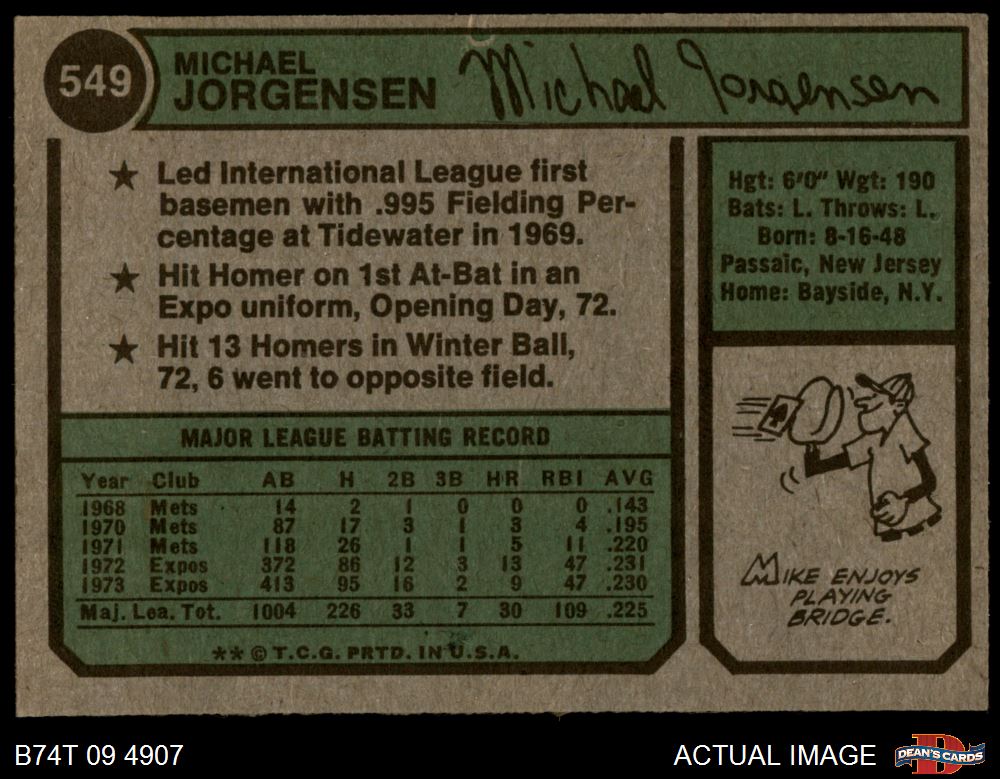 549
MICHAEL
JORGENSEN
Michael Jorgensen
★ Led International League first
basemen with .995 Fielding Per-
centage at Tidewater in 1969.
★ Hit Homer on 1st At-Bat in an
Expo uniform, Opening Day, 72.
★ Hit 13 Homers in Winter Ball,
72, 6 went to opposite field.
Hgt: 6'0" Wgt: 190
Bats: L. Throws: L.
Born: 8-16-48
Passaic, New Jersey
Home: Bayside, N.Y.
MAJOR LEAGUE BATTING RECORD
Year Club AB H 2B 3B HR RBI AVG
1968 Mets 14 2 1 0 0 0 .143
1970 Mets 87 17 3 1 3 4 .195
1971 Mets 118 26 1 1 5 11 .220
1972 Expos 372 86 12 3 13 47 .231
1973 Expos 413 95 16 2 9 47 .230
Maj. Lea. Tot. 1004 226 33 7 30 109 .225
** © T.C.G. PRTD. IN U.S.A.
MIKE ENJOYS
PLAYING
BRIDGE.
B74T 09 4907
ACTUAL IMAGE
DEAN'S CARDS